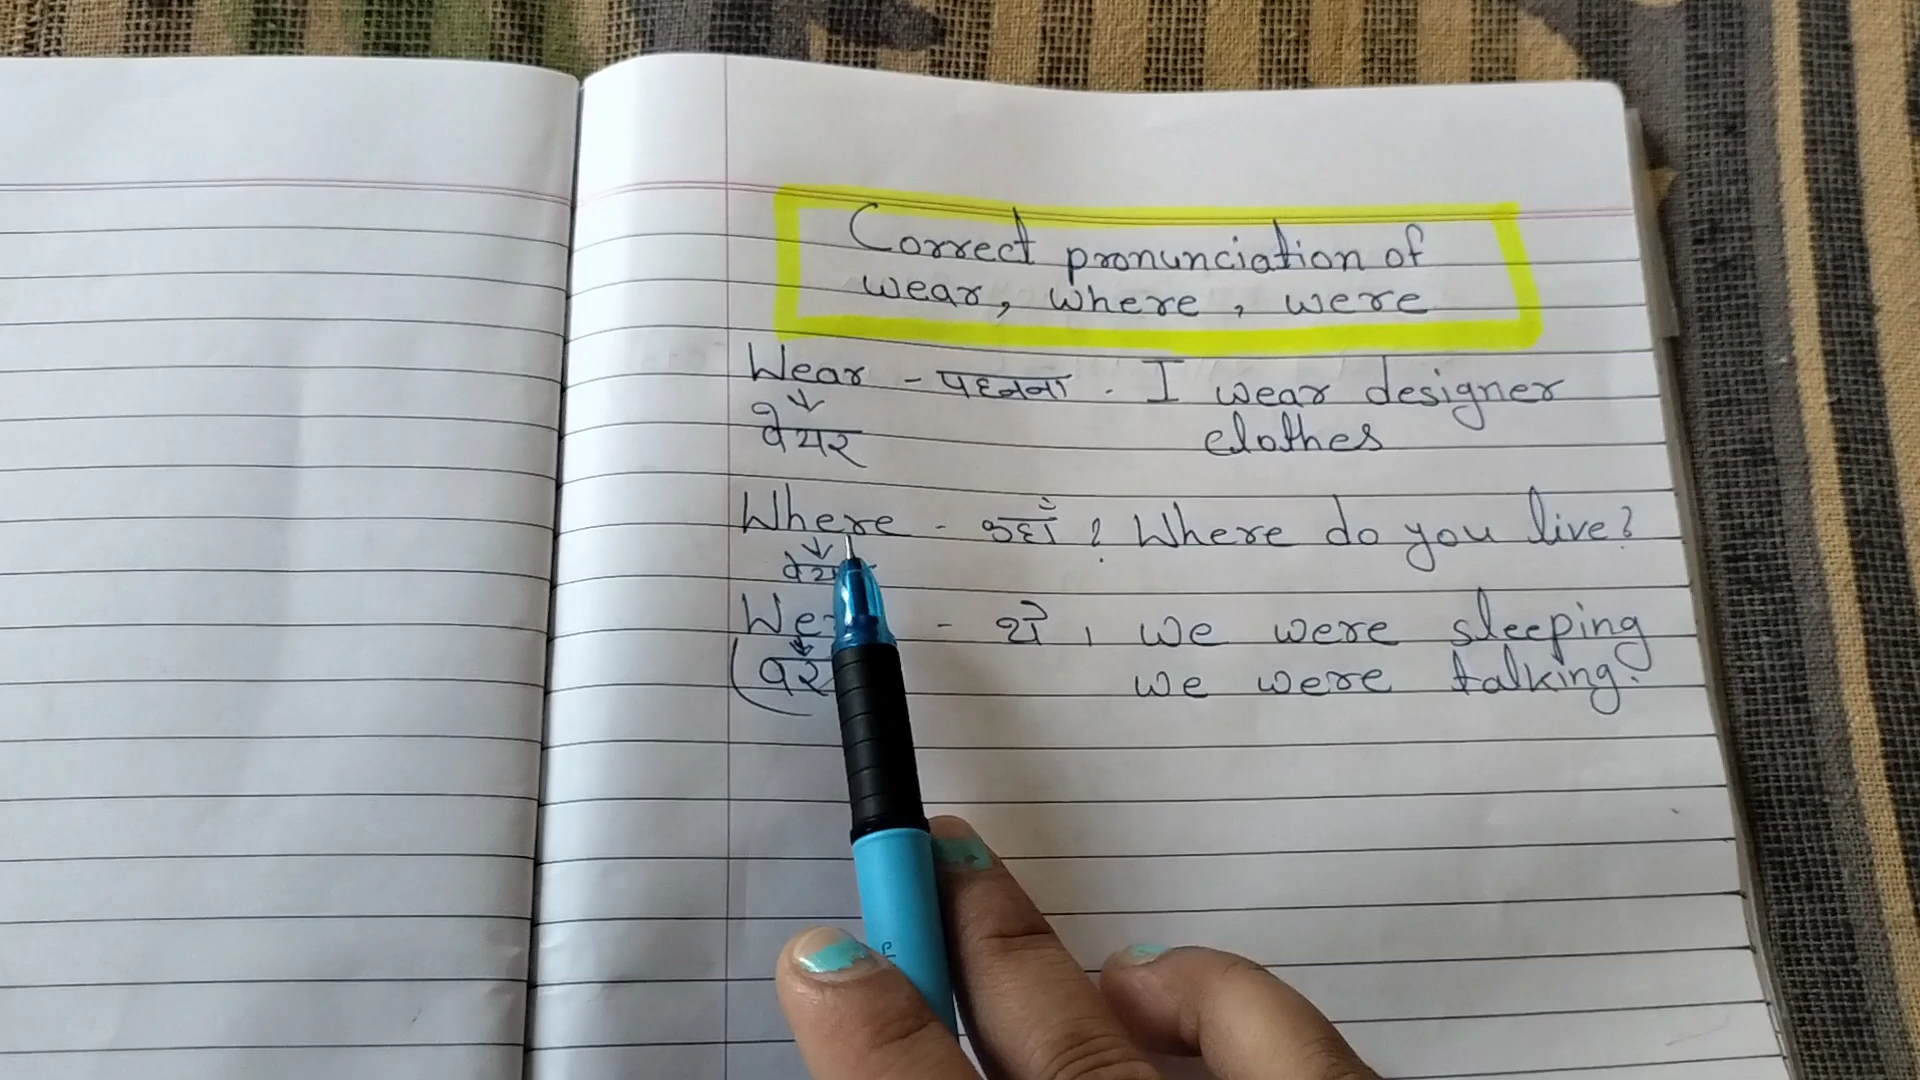 Correct pronunciation of
wear, where, were
Wear - पहनना - I wear designer
वेयर clothes
Where - कहाँ ? Where do you live?
- थे, we were sleeping
we were talking.